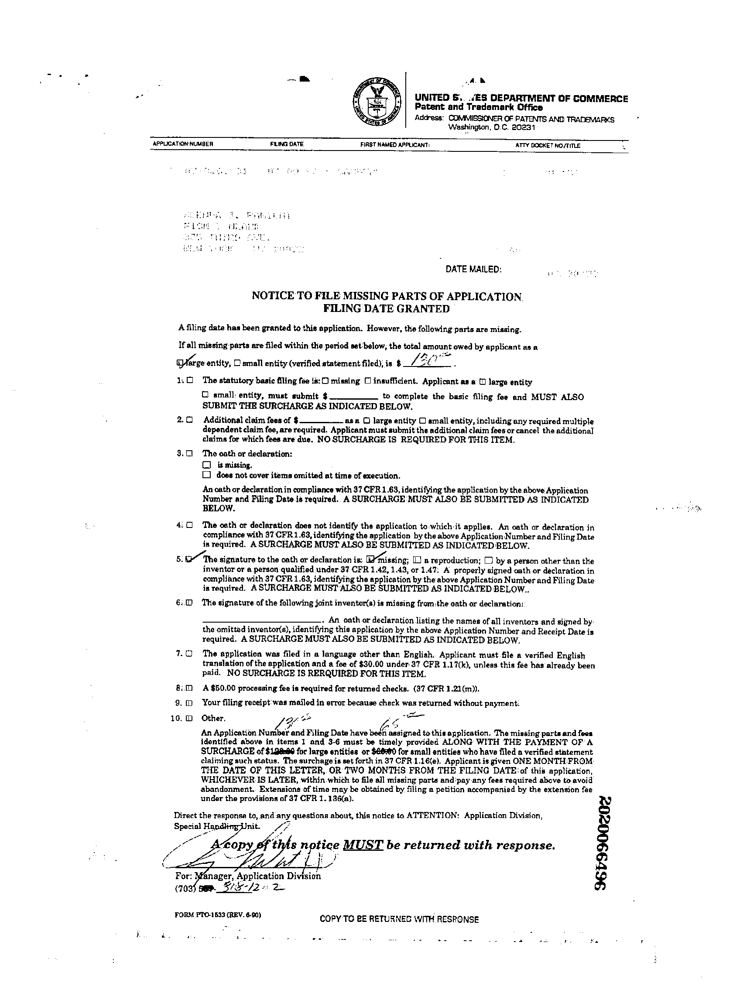 UNITED S.. .ES DEPARTMENT OF COMMERCE
Patent and Trademark Office
Address: COMMISSIONER OF PATENTS AND TRADEMARKS
Washington, D.C. 20231
APPLICATION NUMBER FILING DATE FIRST NAMED APPLICANT: ATTY DOCKET NO./TITLE
DATE MAILED:
NOTICE TO FILE MISSING PARTS OF APPLICATION
FILING DATE GRANTED
A filing date has been granted to this application. However, the following parts are missing.
If all missing parts are filed within the period set below, the total amount owed by applicant as a
☑ large entity, ☐ small entity (verified statement filed), is $ 130.
1. ☐ The statutory basic filing fee is: ☐ missing ☐ insufficient. Applicant as a ☐ large entity
☐ small entity, must submit $ ________ to complete the basic filing fee and MUST ALSO
SUBMIT THE SURCHARGE AS INDICATED BELOW.
2. ☐ Additional claim fees of $ ________ as a ☐ large entity ☐ small entity, including any required multiple
dependent claim fee, are required. Applicant must submit the additional claim fees or cancel the additional
claims for which fees are due. NO SURCHARGE IS REQUIRED FOR THIS ITEM.
3. ☐ The oath or declaration:
☐ is missing.
☐ does not cover items omitted at time of execution.
An oath or declaration in compliance with 37 CFR 1.63, identifying the application by the above Application
Number and Filing Date is required. A SURCHARGE MUST ALSO BE SUBMITTED AS INDICATED
BELOW.
4. ☐ The oath or declaration does not identify the application to which it applies. An oath or declaration in
compliance with 37 CFR 1.63, identifying the application by the above Application Number and Filing Date
is required. A SURCHARGE MUST ALSO BE SUBMITTED AS INDICATED BELOW.
5. ☑ The signature to the oath or declaration is: ☑ missing; ☐ a reproduction; ☐ by a person other than the
inventor or a person qualified under 37 CFR 1.42, 1.43, or 1.47. A properly signed oath or declaration in
compliance with 37 CFR 1.63, identifying the application by the above Application Number and Filing Date
is required. A SURCHARGE MUST ALSO BE SUBMITTED AS INDICATED BELOW.
6. ☐ The signature of the following joint inventor(s) is missing from the oath or declaration:
________. An oath or declaration listing the names of all inventors and signed by
the omitted inventor(s), identifying this application by the above Application Number and Receipt Date is
required. A SURCHARGE MUST ALSO BE SUBMITTED AS INDICATED BELOW.
7. ☐ The application was filed in a language other than English. Applicant must file a verified English
translation of the application and a fee of $30.00 under 37 CFR 1.17(k), unless this fee has already been
paid. NO SURCHARGE IS RERQUIRED FOR THIS ITEM.
8. ☐ A $50.00 processing fee is required for returned checks. (37 CFR 1.21(m)).
9. ☐ Your filing receipt was mailed in error because check was returned without payment.
10. ☐ Other.
An Application Number and Filing Date have been assigned to this application. The missing parts and fees
identified above in items 1 and 3-6 must be timely provided ALONG WITH THE PAYMENT OF A
SURCHARGE of $120.00 for large entities or $60.00 for small entities who have filed a verified statement
claiming such status. The surchage is set forth in 37 CFR 1.16(e). Applicant is given ONE MONTH FROM
THE DATE OF THIS LETTER, OR TWO MONTHS FROM THE FILING DATE of this application,
WHICHEVER IS LATER, within which to file all missing parts and pay any fees required above to avoid
abandonment. Extensions of time may be obtained by filing a petition accompanied by the extension fee
under the provisions of 37 CFR 1.136(a).
Direct the response to, and any questions about, this notice to ATTENTION: Application Division,
Special Handling Unit.
A copy of this notice MUST be returned with response.
For: Manager, Application Division
(703)
2020066496
FORM PTO-1533 (REV. 6-90)
COPY TO BE RETURNED WITH RESPONSE